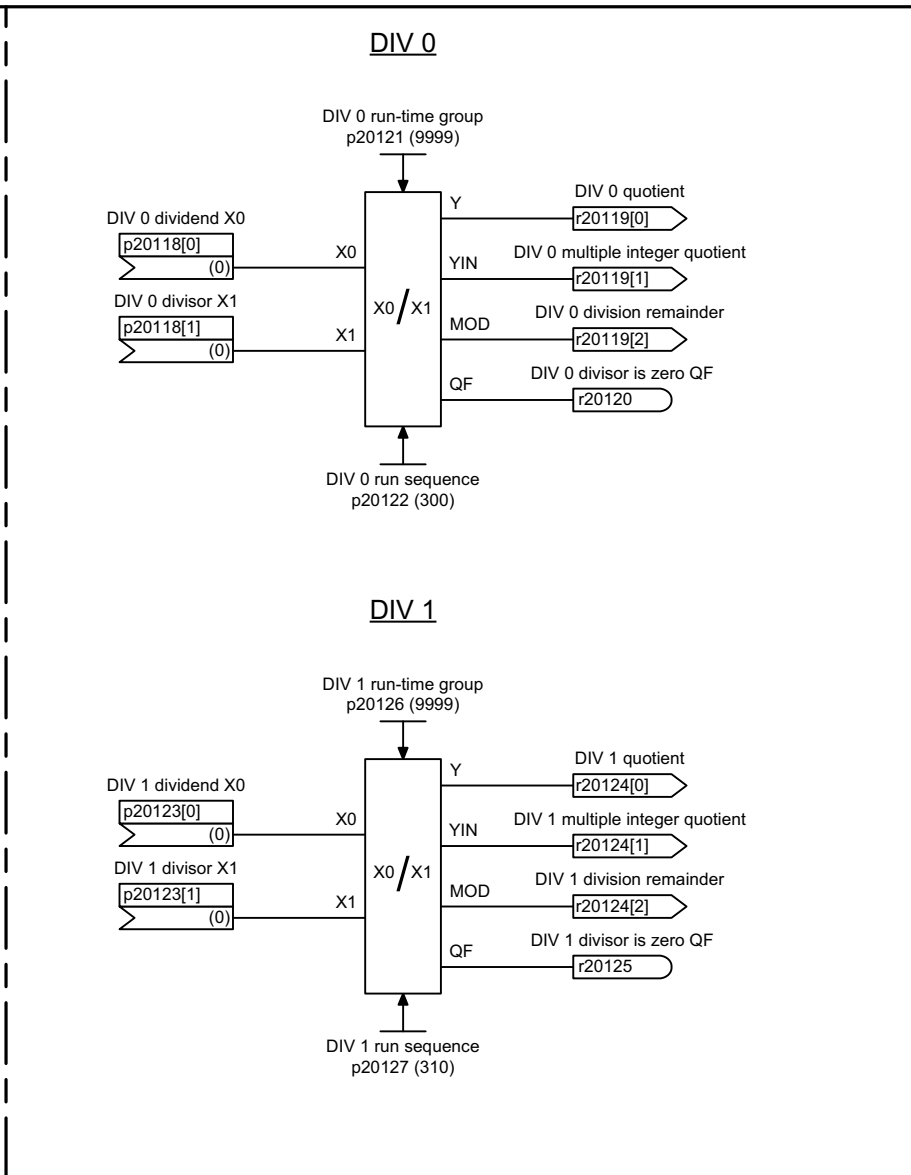 DIV 0
DIV 0 run-time group
p20121 (9999)
DIV 0 dividend X0
p20118[0]
(0)
DIV 0 divisor X1
p20118[1]
(0)
X0
X1
X0/X1
Y
YIN
MOD
QF
DIV 0 quotient
r20119[0]
DIV 0 multiple integer quotient
r20119[1]
DIV 0 division remainder
r20119[2]
DIV 0 divisor is zero QF
r20120
DIV 0 run sequence
p20122 (300)
DIV 1
DIV 1 run-time group
p20126 (9999)
DIV 1 dividend X0
p20123[0]
(0)
DIV 1 divisor X1
p20123[1]
(0)
X0
X1
X0/X1
Y
YIN
MOD
QF
DIV 1 quotient
r20124[0]
DIV 1 multiple integer quotient
r20124[1]
DIV 1 division remainder
r20124[2]
DIV 1 divisor is zero QF
r20125
DIV 1 run sequence
p20127 (310)